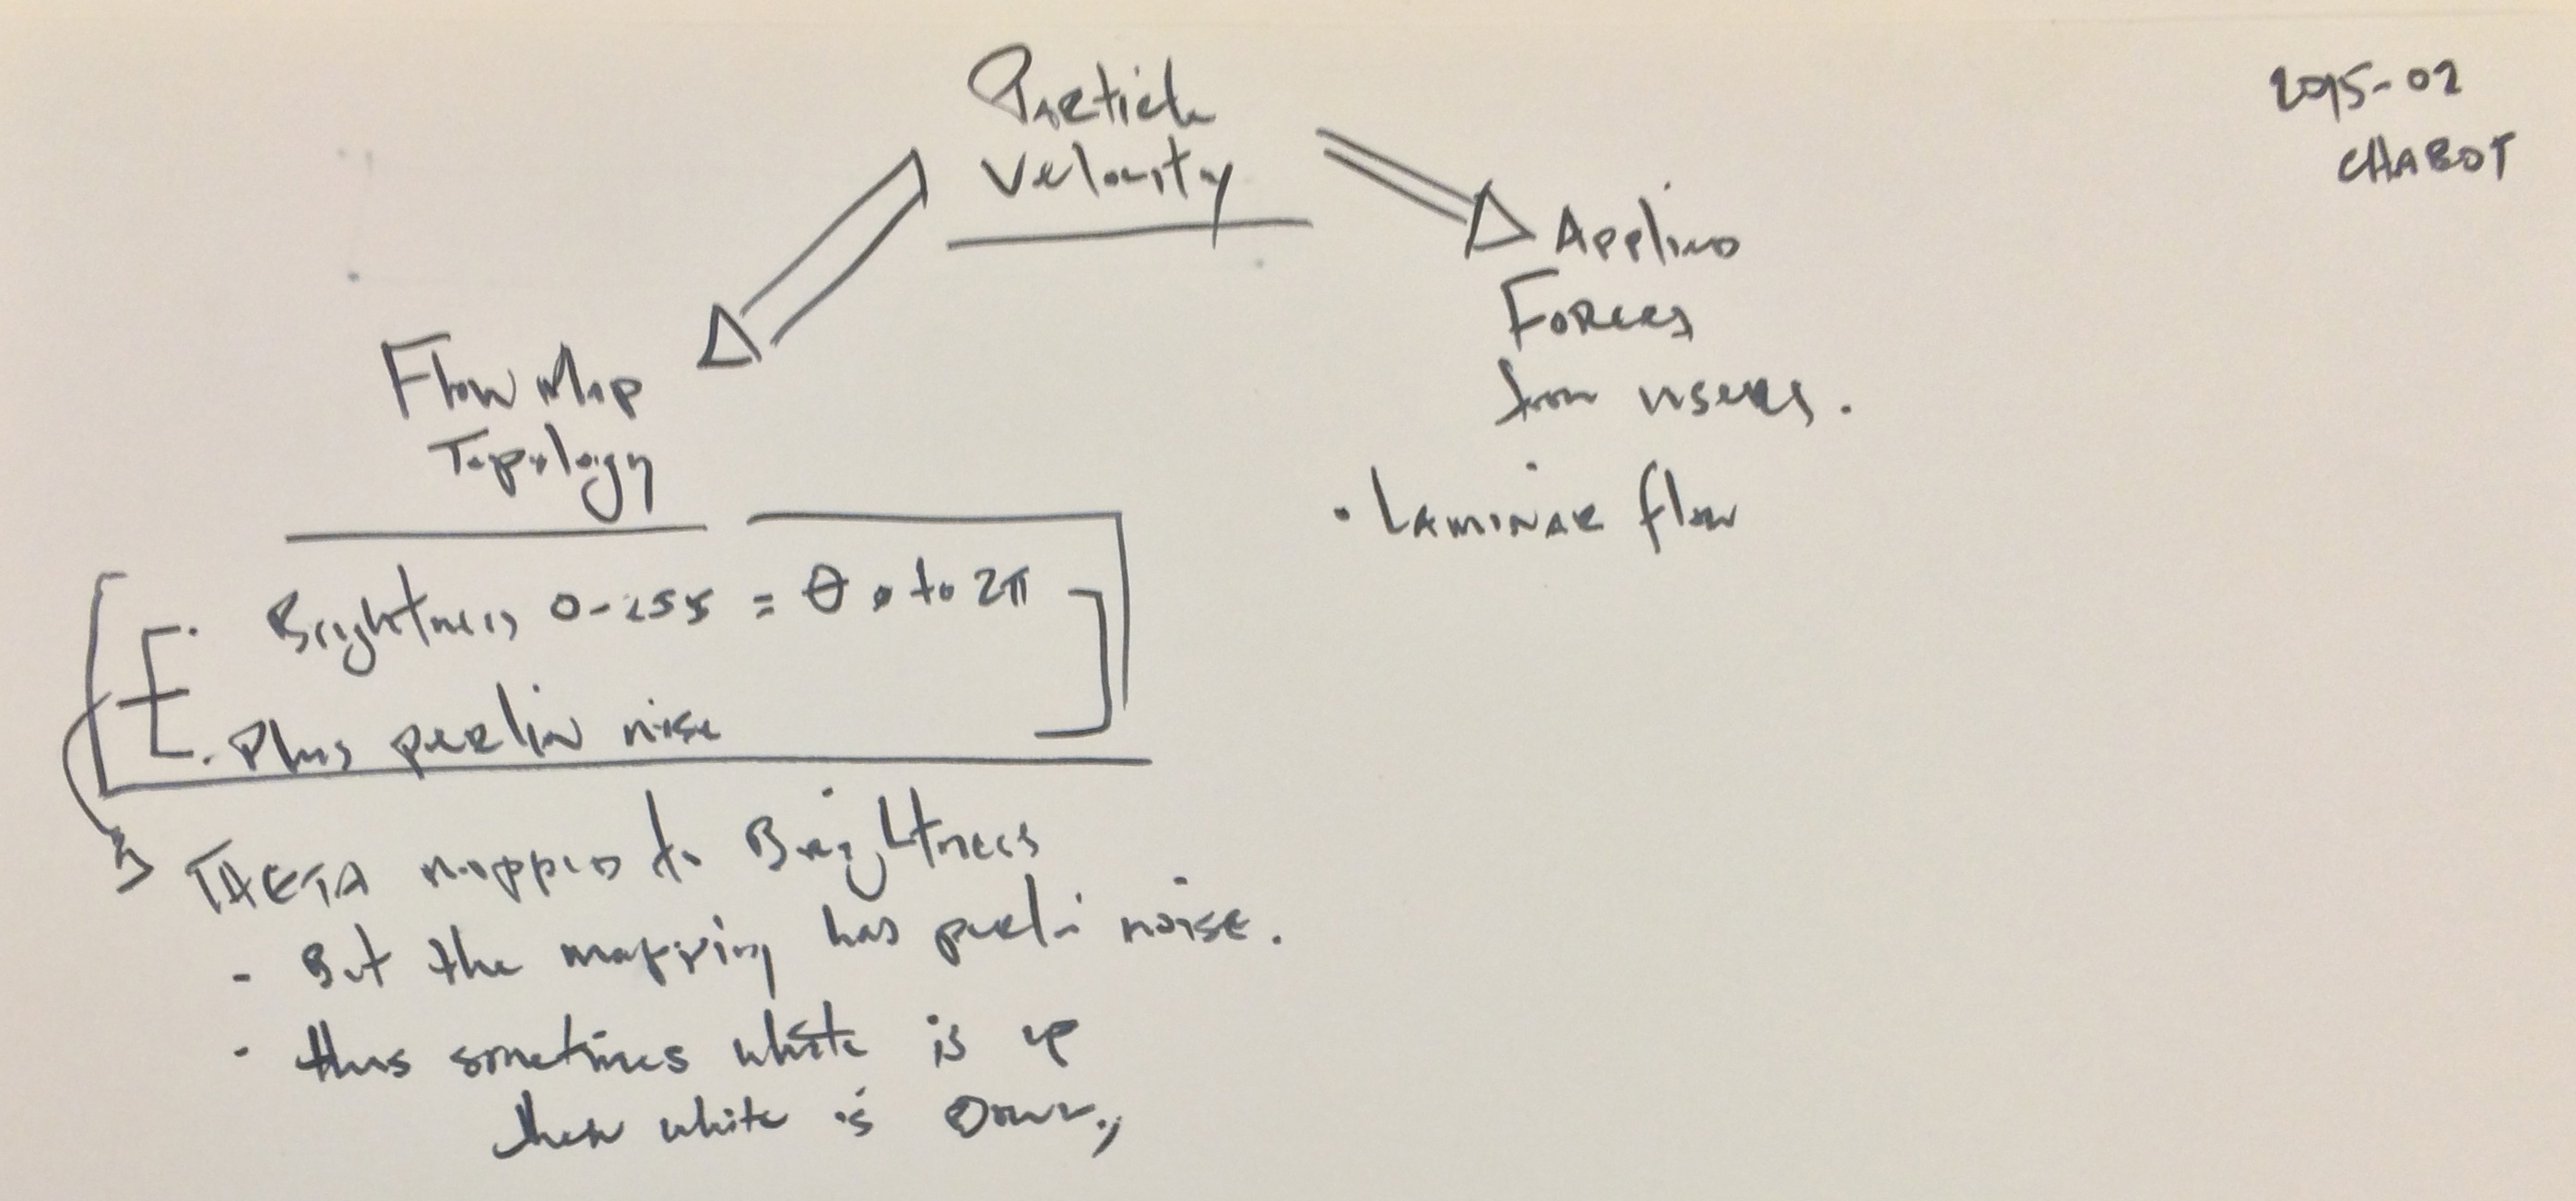 Particle
Velocity
2015-02
CHABOT
Applied
Forces
from users.
• Laminar flow
Flow Map
Topology
• Brightness 0-255 = θ 0 to 2π
• Plus perlin noise
THETA mapped to Brightness
- But the mapping has perlin noise.
- thus sometimes white is up
then white is Down,